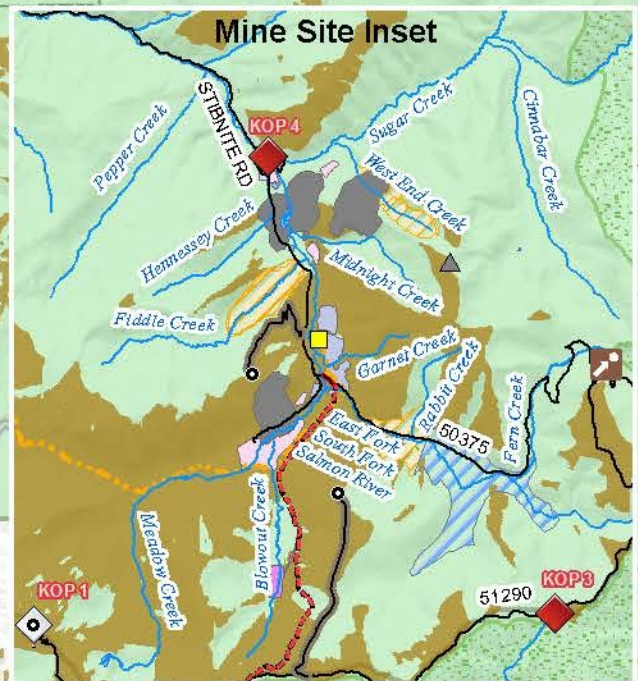 Mine Site Inset
Pepper Creek
STIBNITE RD
KOP 4
Sugar Creek
Cinnabar Creek
West End Creek
Hennessey Creek
Midnight Creek
Fiddle Creek
Garnet Creek
Rabbit Creek
East Fork
South Fork
Salmon River
50375
Fern Creek
Meadow Creek
Blowout Creek
KOP 1
51290
KOP 3